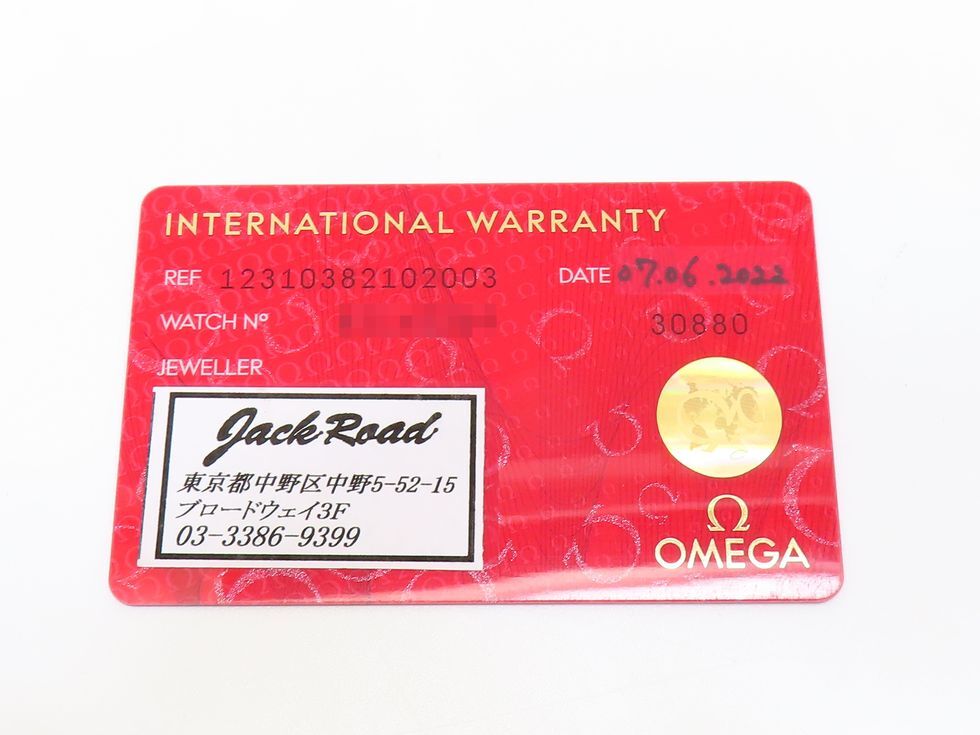 INTERNATIONAL WARRANTY
REF 12310382102003
DATE 07.06.2022
WATCH Nº
30880
JEWELLER
Jack Road
東京都中野区中野5-52-15
ブロードウェイ3F
03-3386-9399
Ω
OMEGA